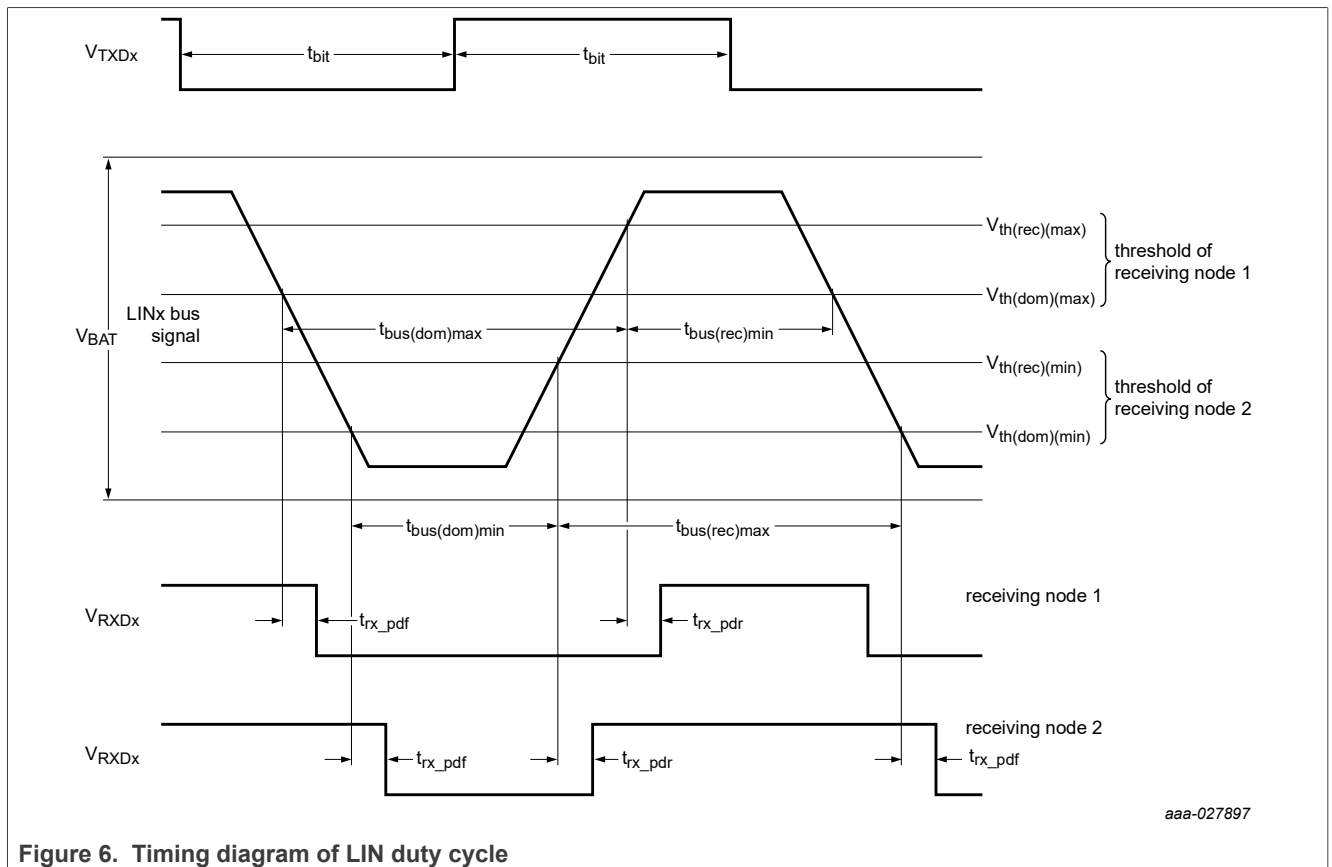 VTXDx
tbit
tbit
Vth(rec)(max)
threshold of
receiving node 1
Vth(dom)(max)
LINx bus
signal
VBAT
tbus(dom)max
tbus(rec)min
Vth(rec)(min)
threshold of
receiving node 2
Vth(dom)(min)
tbus(dom)min
tbus(rec)max
receiving node 1
VRXDx
trx_pdf
trx_pdr
receiving node 2
VRXDx
trx_pdf
trx_pdr
trx_pdf
aaa-027897
Figure 6. Timing diagram of LIN duty cycle